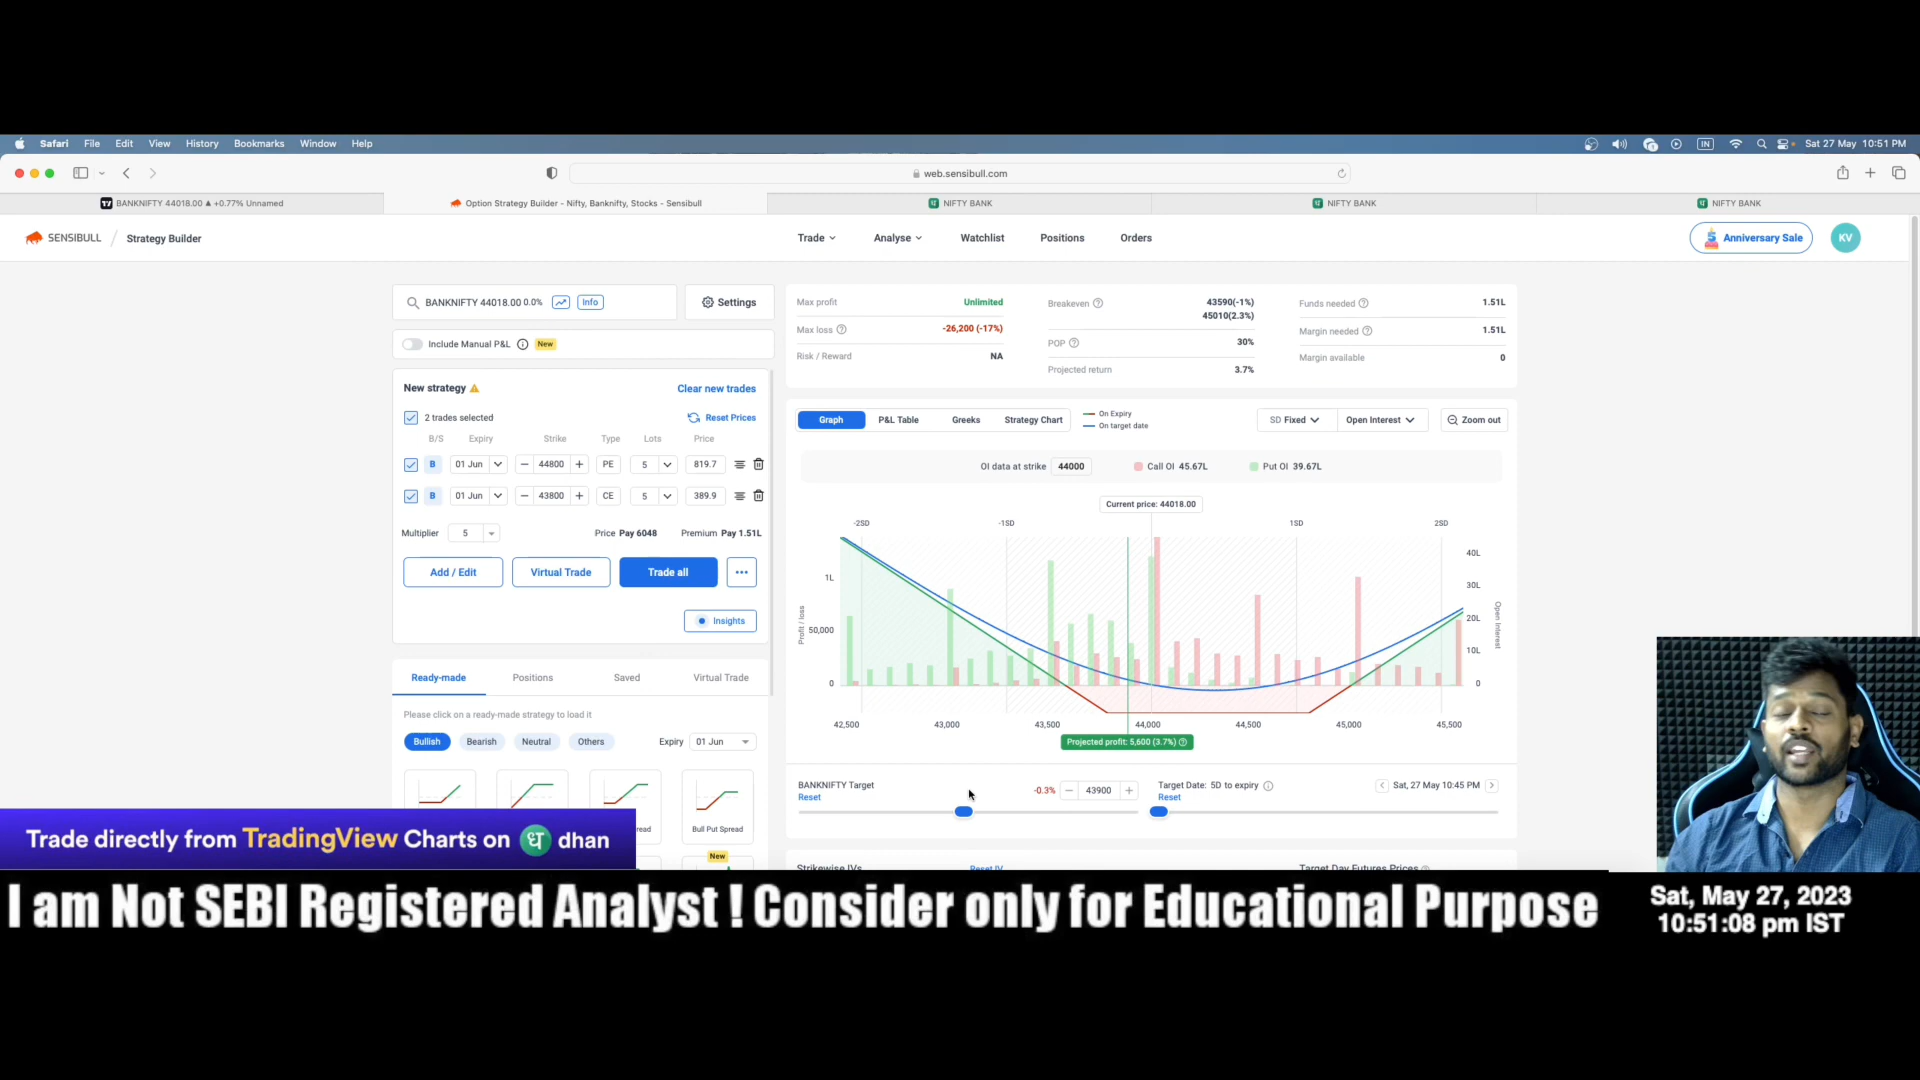 Safari File Edit View History Bookmarks Window Help
IN Sat 27 May 10:51 PM
web.sensibull.com
BANKNIFTY 44018.00 ▲ +0.77% Unnamed
Option Strategy Builder - Nifty, Banknifty, Stocks - Sensibull
NIFTY BANK
NIFTY BANK
NIFTY BANK
SENSIBULL / Strategy Builder
Trade Analyse Watchlist Positions Orders
5 Anniversary Sale KV
BANKNIFTY 44018.00 0.0% Info
Settings
Include Manual P&L New
New strategy Clear new trades
2 trades selected Reset Prices
B/S Expiry Strike Type Lots Price
B 01 Jun − 44800 + PE 5 819.7
B 01 Jun − 43800 + CE 5 389.9
Multiplier 5 Price Pay 6048 Premium Pay 1.51L
Add / Edit Virtual Trade Trade all ...
Insights
Ready-made Positions Saved Virtual Trade
Please click on a ready-made strategy to load it
Bullish Bearish Neutral Others Expiry 01 Jun
read Bull Put Spread
New
Max profit Unlimited
Max loss -26,200 (-17%)
Risk / Reward NA
Breakeven 43590(-1%)
45010(2.3%)
POP 30%
Projected return 3.7%
Funds needed 1.51L
Margin needed 1.51L
Margin available 0
Graph P&L Table Greeks Strategy Chart
On Expiry
On target date
SD Fixed Open Interest Zoom out
OI data at strike 44000 Call OI 45.67L Put OI 39.67L
Current price: 44018.00
-2SD -1SD 1SD 2SD
40L
1L 30L
20L
50,000
10L
0 0
Profit / loss
Open Interest
42,500 43,000 43,500 44,000 44,500 45,000 45,500
Projected profit: 5,600 (3.7%)
BANKNIFTY Target -0.3% − 43900 +
Reset
Target Date: 5D to expiry Sat, 27 May 10:45 PM
Reset
Strikewise IVs Reset IV Target Day Futures Prices
Trade directly from TradingView Charts on ध dhan
I am Not SEBI Registered Analyst ! Consider only for Educational Purpose
Sat, May 27, 2023
10:51:08 pm IST